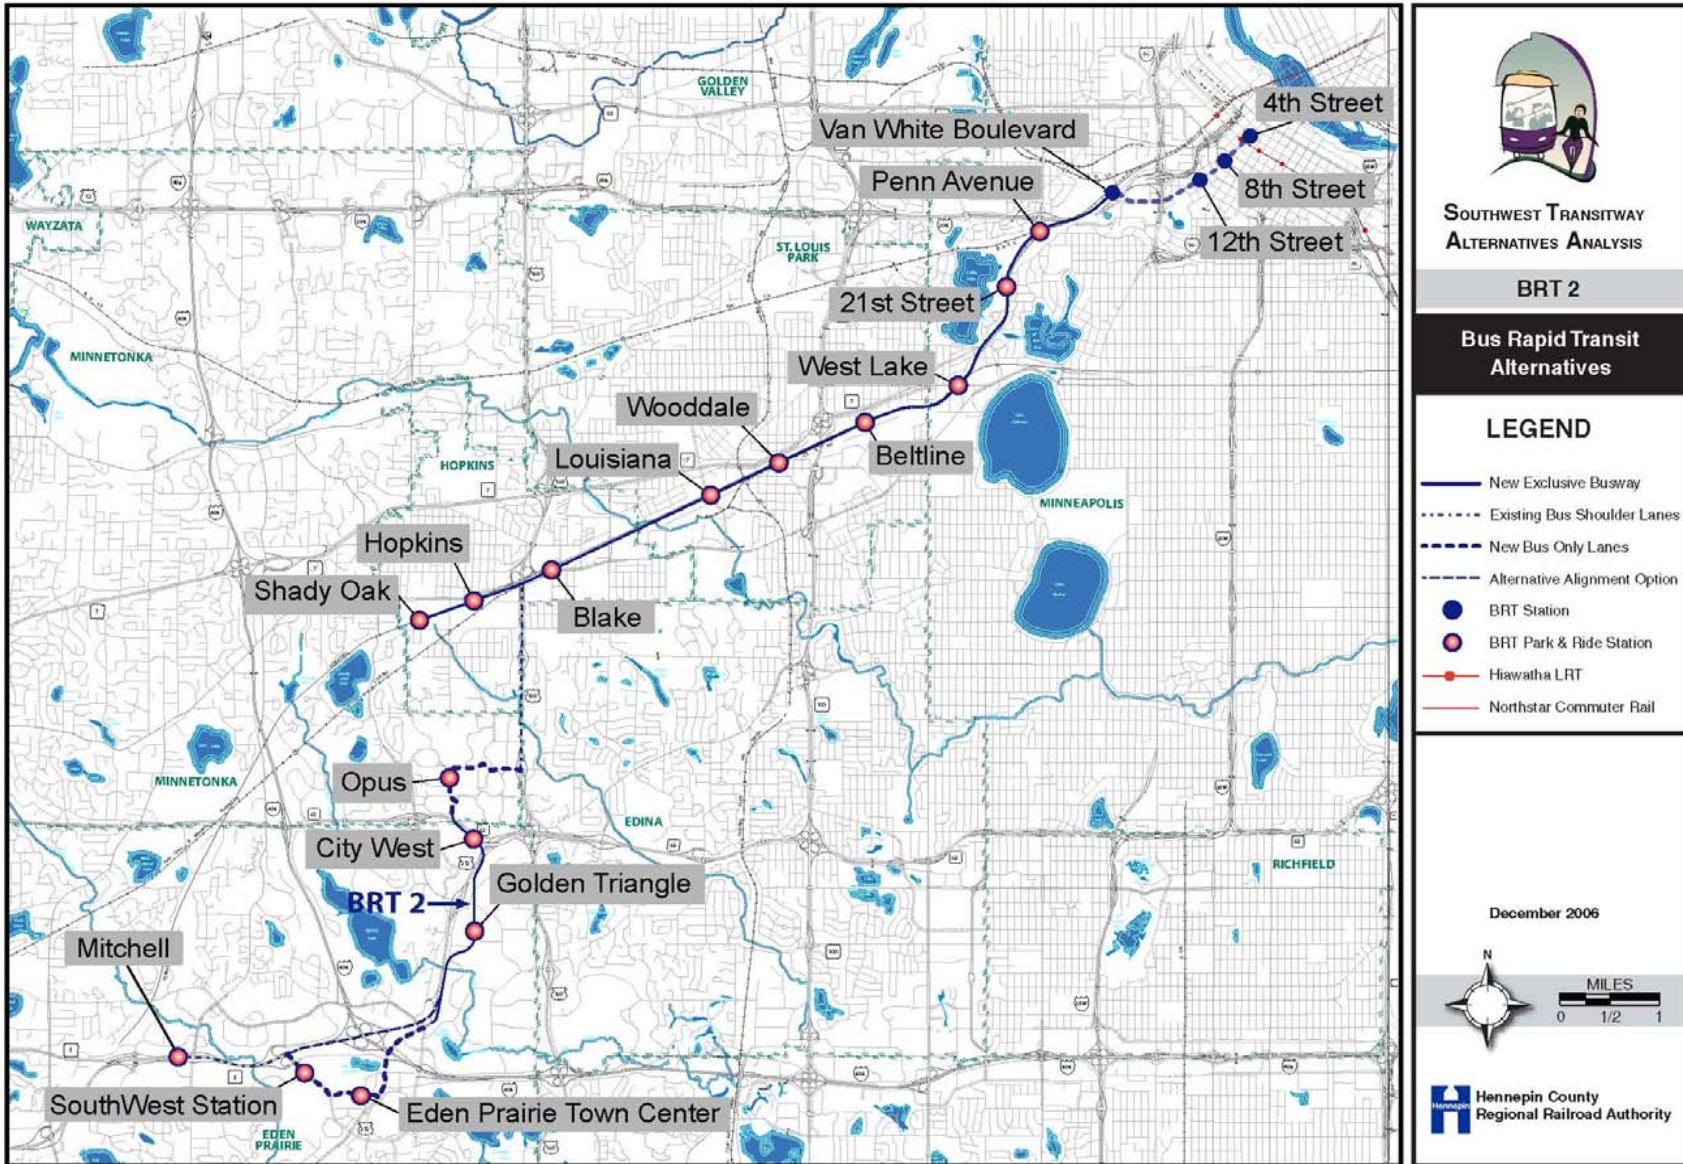 GOLDEN
VALLEY
4th Street
Van White Boulevard
Penn Avenue
8th Street
12th Street
WAYZATA
ST. LOUIS
PARK
21st Street
MINNETONKA
West Lake
Wooddale
Beltline
Louisiana
HOPKINS
MINNEAPOLIS
Hopkins
Shady Oak
Blake
Opus
MINNETONKA
EDINA
City West
RICHFIELD
Golden Triangle
BRT 2
Mitchell
SouthWest Station
Eden Prairie Town Center
EDEN
PRAIRIE
SOUTHWEST TRANSITWAY
ALTERNATIVES ANALYSIS
BRT 2
Bus Rapid Transit
Alternatives
LEGEND
New Exclusive Busway
Existing Bus Shoulder Lanes
New Bus Only Lanes
Alternative Alignment Option
BRT Station
BRT Park & Ride Station
Hiawatha LRT
Northstar Commuter Rail
December 2006
N
MILES
0 1/2 1
Hennepin
Hennepin County
Regional Railroad Authority